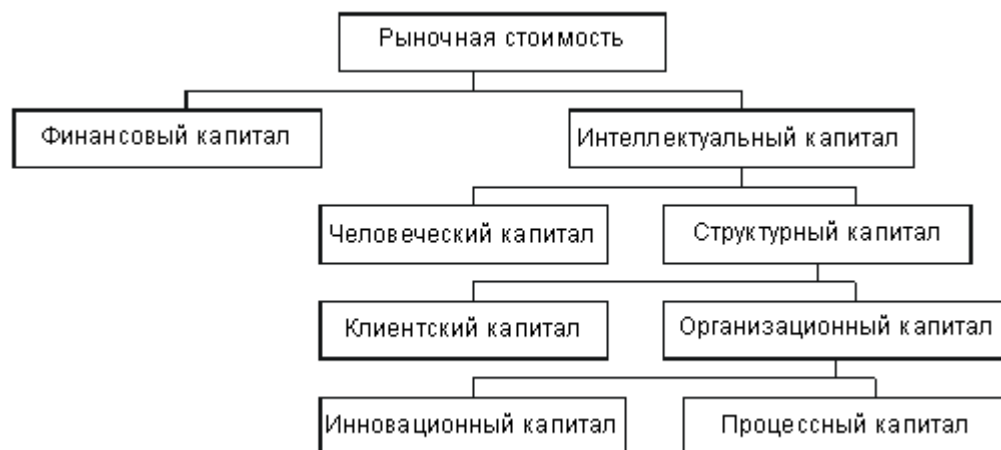 Рыночная стоимость
Финансовый капитал
Интеллектуальный капитал
Человеческий капитал
Структурный капитал
Клиентский капитал
Организационный капитал
Инновационный капитал
Процессный капитал